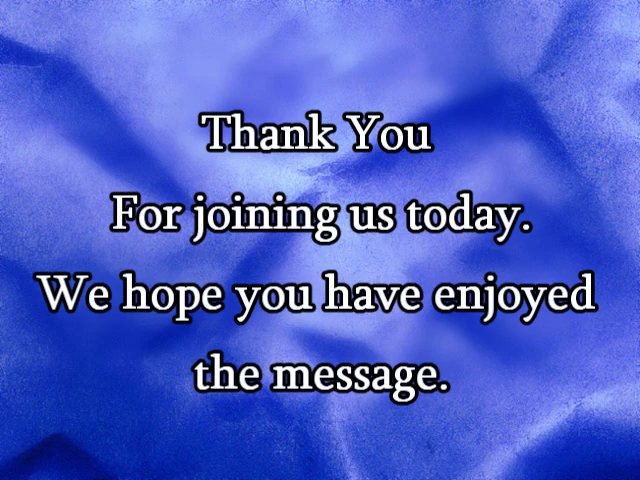 Thank You
For joining us today.
We hope you have enjoyed
the message.